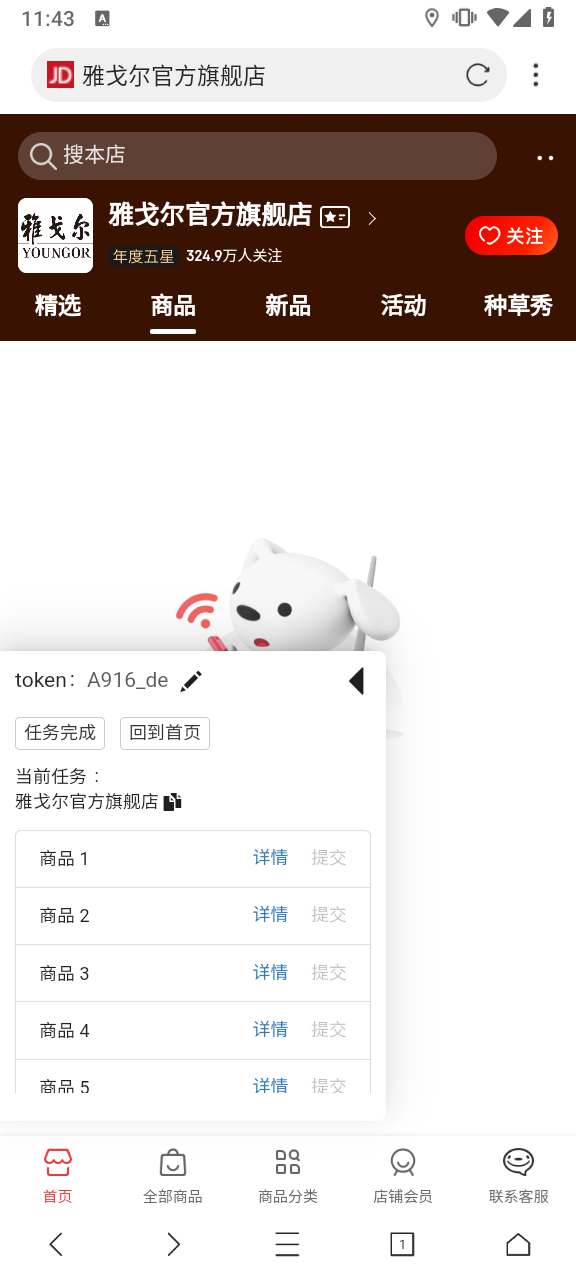 11:43 A
JD 雅戈尔官方旗舰店
搜本店
雅戈尔
YOUNGOR
雅戈尔官方旗舰店
年度五星 324.9万人关注
关注
精选 商品 新品 活动 种草秀
token： A916_de
任务完成 回到首页
当前任务：
雅戈尔官方旗舰店
商品 1 详情 提交
商品 2 详情 提交
商品 3 详情 提交
商品 4 详情 提交
商品 5 详情 提交
首页 全部商品 商品分类 店铺会员 联系客服
1